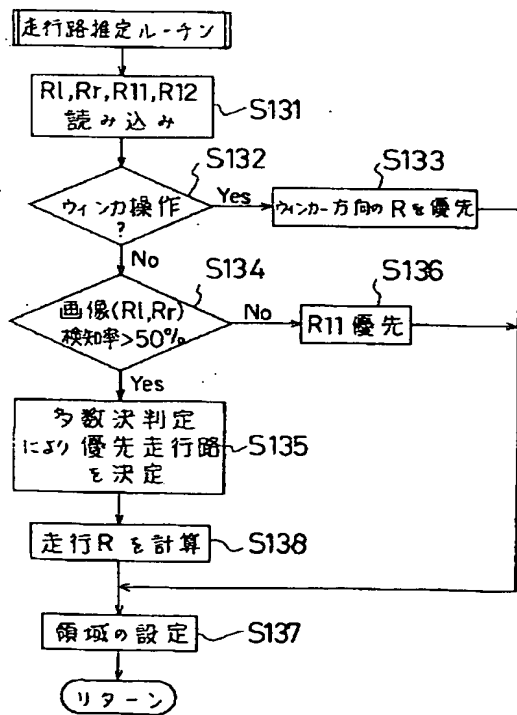 走行路推定ルーチン
Rl,Rr,R11,R12
読み込み
S131
S132
ウィンカ操作
?
Yes
S133
ウィンカー方向のRを優先
No
S134
画像(Rl,Rr)
検知率>50%
No
S136
R11優先
Yes
多数決判定
により優先走行路
を決定
S135
走行Rを計算
S138
領域の設定
S137
リターン